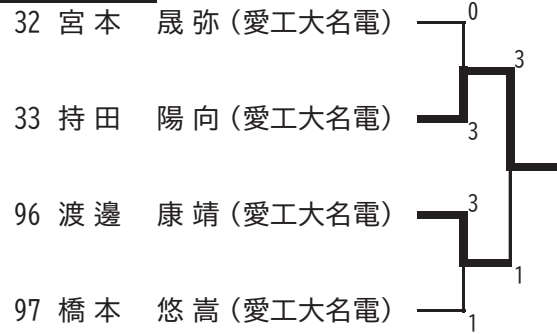 32 宮本 晟弥 (愛工大名電) 0
3
33 持田 陽向 (愛工大名電) 3
96 渡邊 康靖 (愛工大名電) 3
1
97 橋本 悠嵩 (愛工大名電) 1